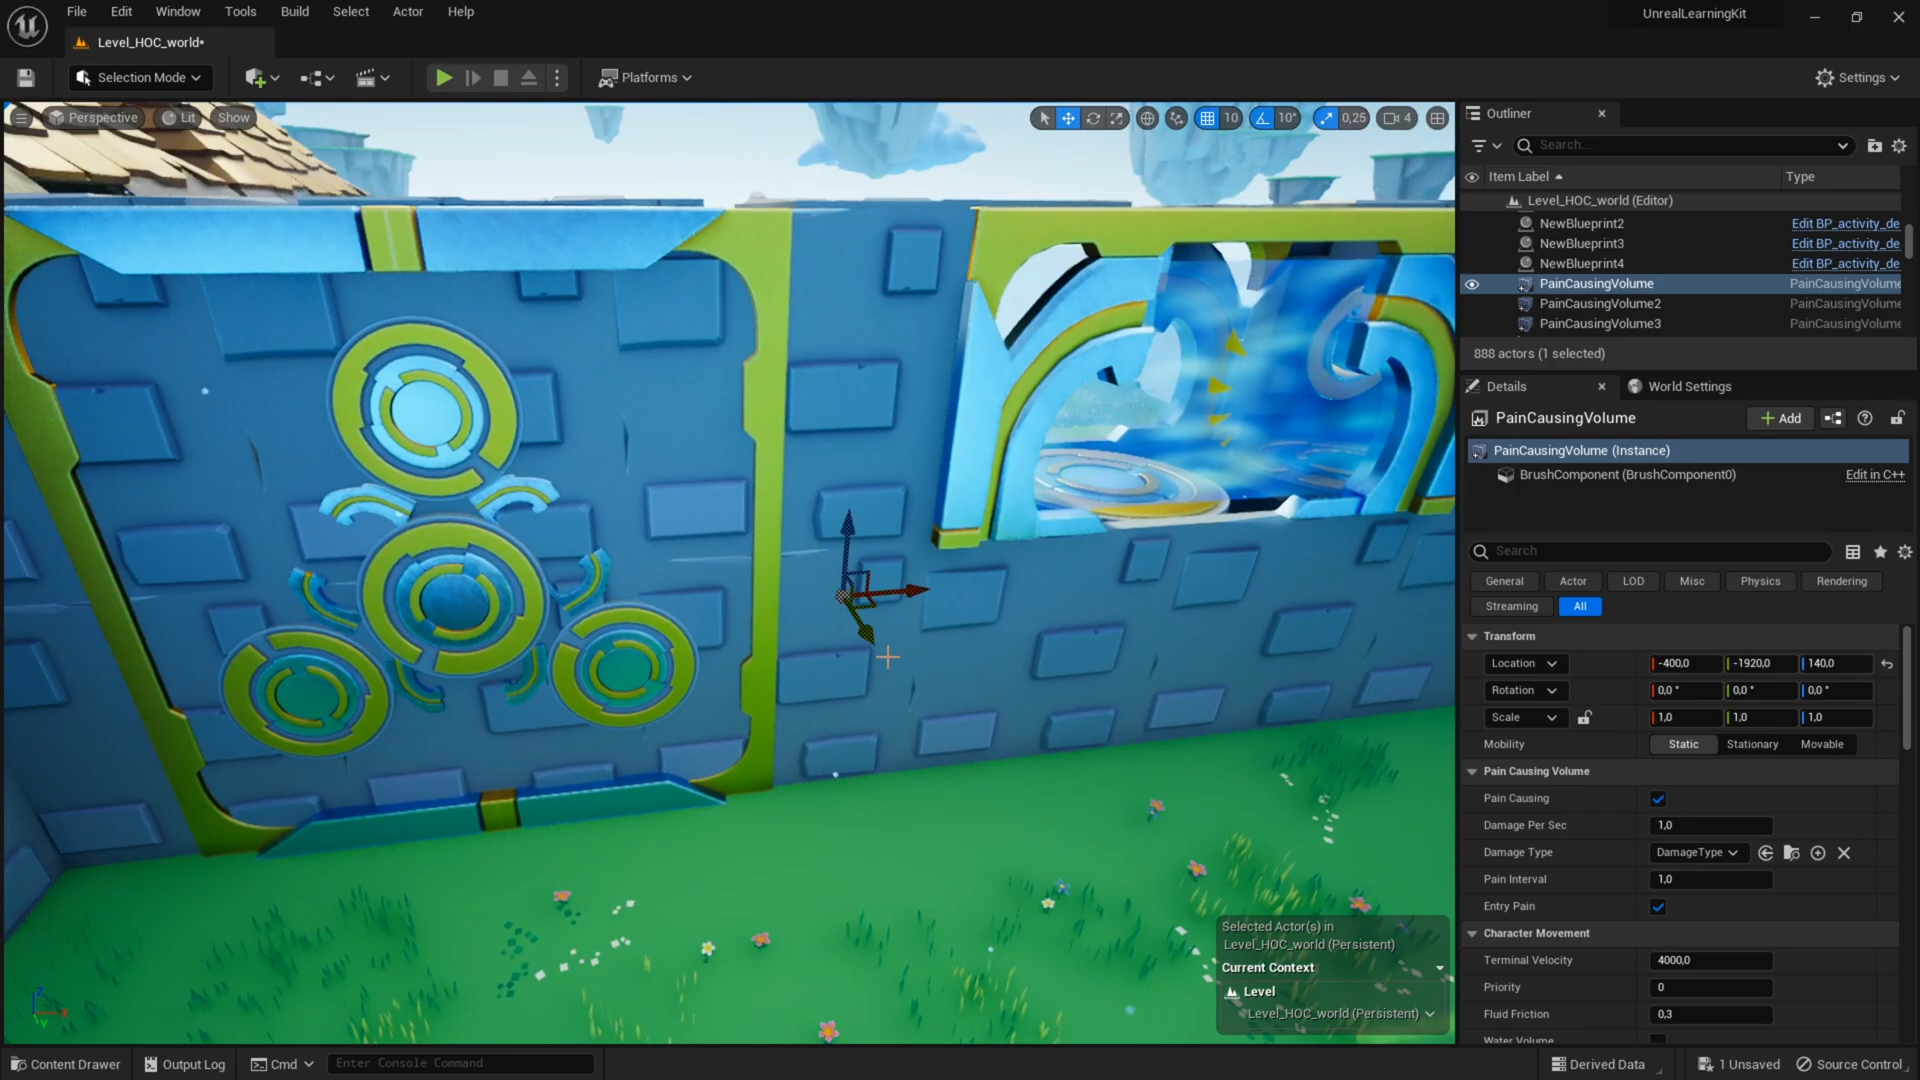 File Edit Window Tools Build Select Actor Help
UnrealLearningKit
Level_HOC_world*
Selection Mode
Platforms
Settings
Perspective Lit Show
10 10° 0,25 4
Outliner
Search...
Item Label Type
Level_HOC_world (Editor)
NewBlueprint2 Edit BP_activity_de
NewBlueprint3 Edit BP_activity_de
NewBlueprint4 Edit BP_activity_de
PainCausingVolume PainCausingVolume
PainCausingVolume2 PainCausingVolume
PainCausingVolume3 PainCausingVolume
888 actors (1 selected)
Details World Settings
PainCausingVolume
Add
PainCausingVolume (Instance)
BrushComponent (BrushComponent0) Edit in C++
Search
General Actor LOD Misc Physics Rendering
Streaming All
Transform
Location -400,0 -1920,0 140,0
Rotation 0,0 ° 0,0 ° 0,0 °
Scale 1,0 1,0 1,0
Mobility Static Stationary Movable
Pain Causing Volume
Pain Causing
Damage Per Sec 1,0
Damage Type DamageType
Pain Interval 1,0
Entry Pain
Character Movement
Terminal Velocity 4000,0
Priority 0
Fluid Friction 0,3
Water Volume
Selected Actor(s) in
Level_HOC_world (Persistent)
Current Context
Level
Level_HOC_world (Persistent)
Z
X
Y
Content Drawer Output Log Cmd Enter Console Command
Derived Data 1 Unsaved Source Control